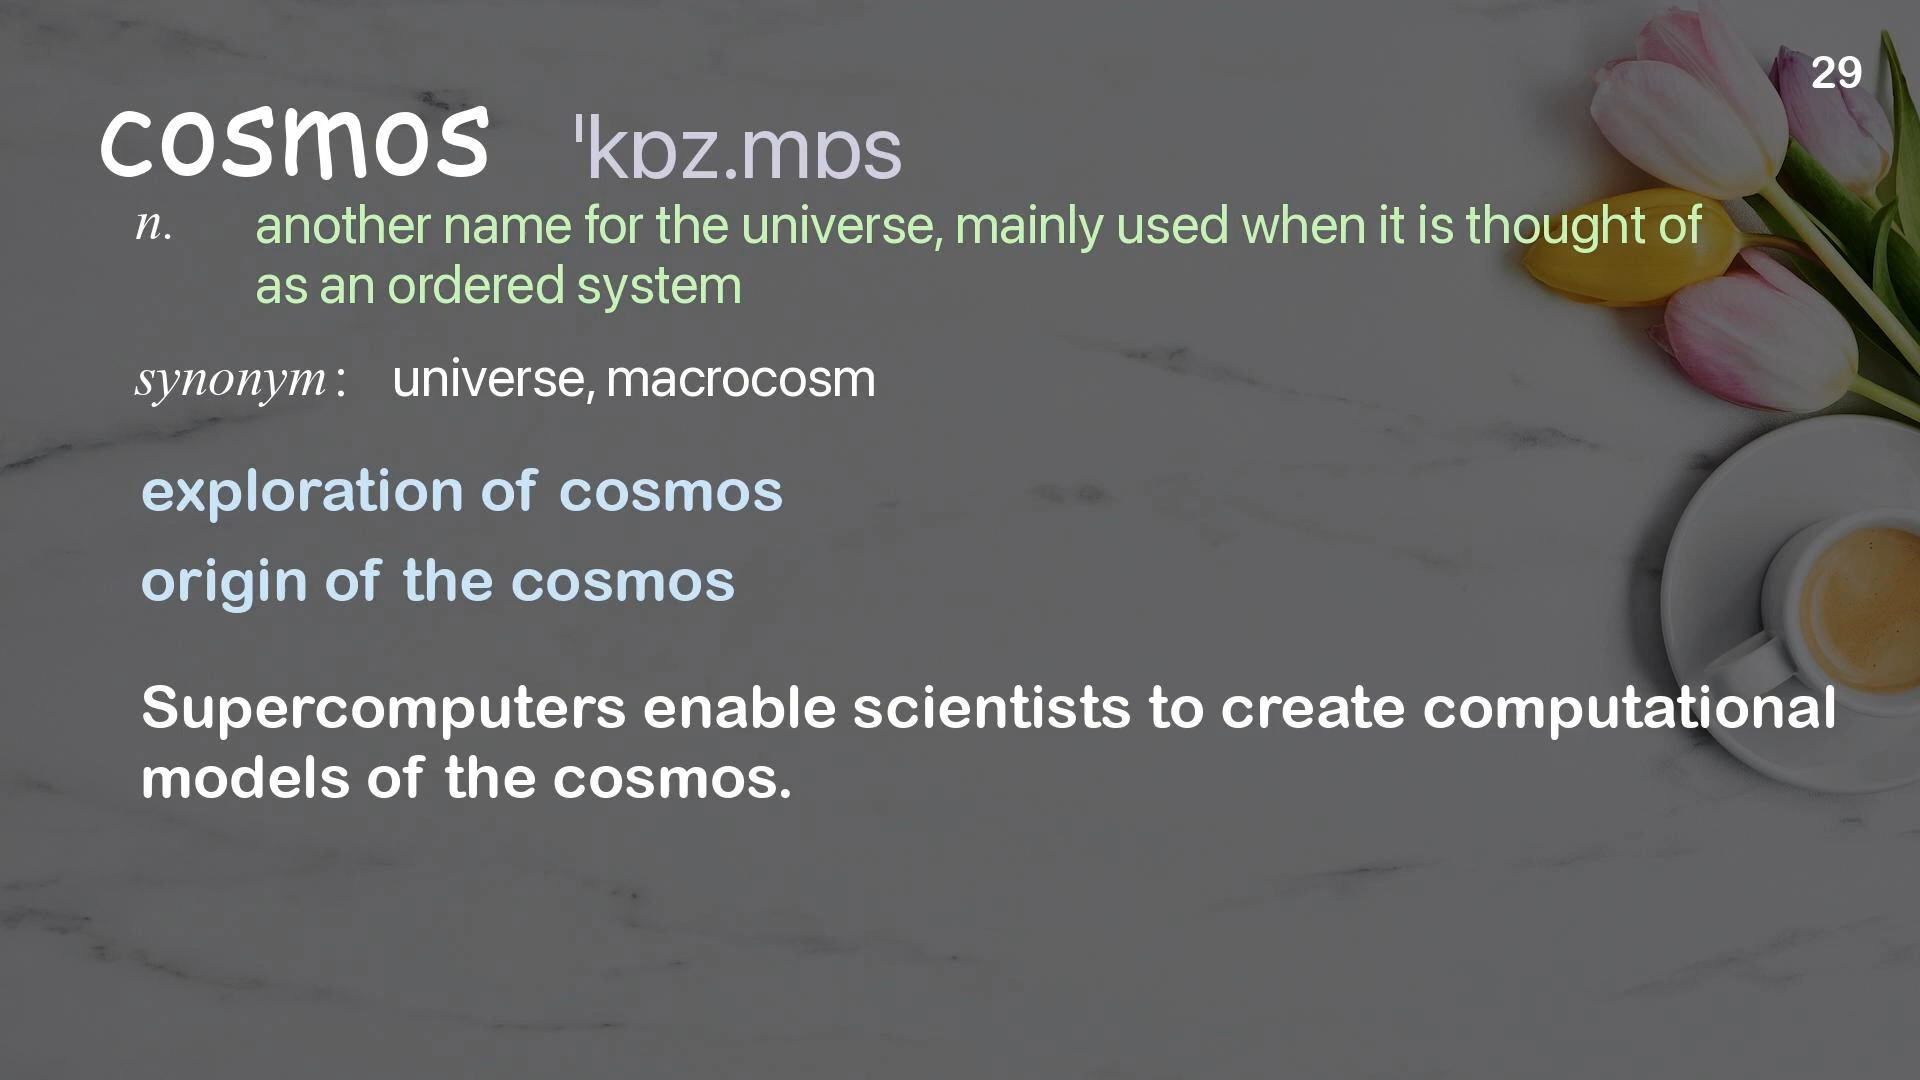 29
cosmos ˈkɒz.mɒs
n. another name for the universe, mainly used when it is thought of
as an ordered system
synonym: universe, macrocosm
exploration of cosmos
origin of the cosmos
Supercomputers enable scientists to create computational
models of the cosmos.